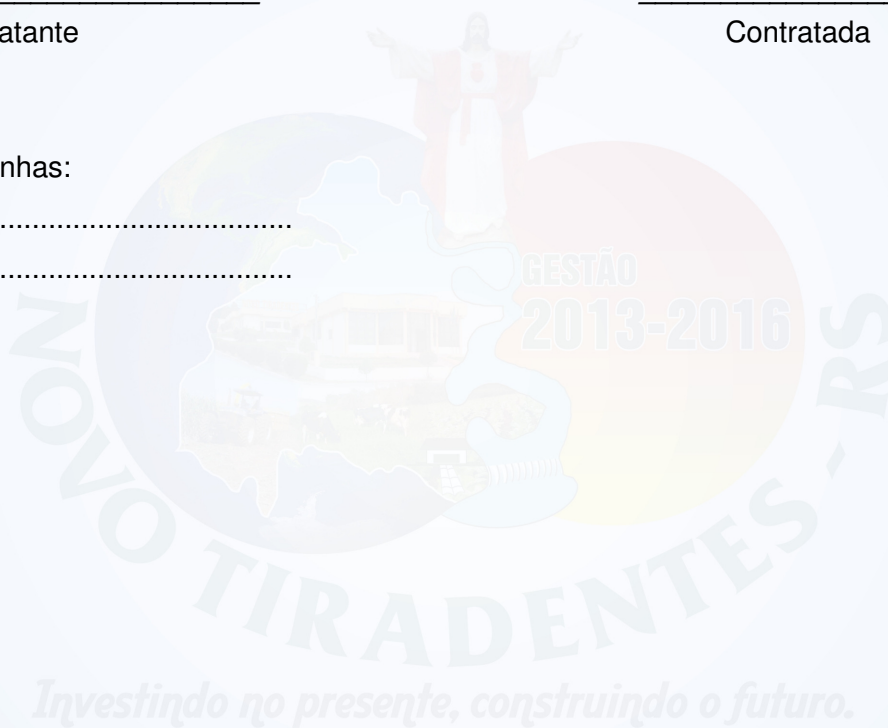 atante Contratada
nhas:
....................................
....................................
GESTÃO
2013-2016
NOVO TIRADENTES - RS
Investindo no presente, construindo o futuro.